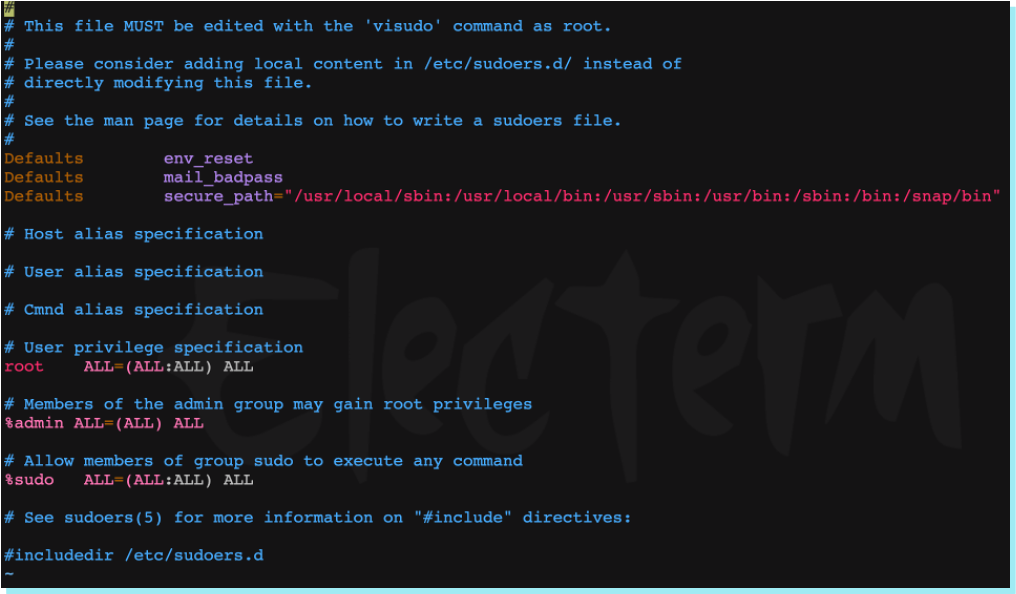 #
# This file MUST be edited with the 'visudo' command as root.
#
# Please consider adding local content in /etc/sudoers.d/ instead of
# directly modifying this file.
#
# See the man page for details on how to write a sudoers file.
#
Defaults        env_reset
Defaults        mail_badpass
Defaults        secure_path="/usr/local/sbin:/usr/local/bin:/usr/sbin:/usr/bin:/sbin:/bin:/snap/bin"

# Host alias specification

# User alias specification

# Cmnd alias specification

# User privilege specification
root    ALL=(ALL:ALL) ALL

# Members of the admin group may gain root privileges
%admin ALL=(ALL) ALL

# Allow members of group sudo to execute any command
%sudo   ALL=(ALL:ALL) ALL

# See sudoers(5) for more information on "#include" directives:

#includedir /etc/sudoers.d
~
Electerm